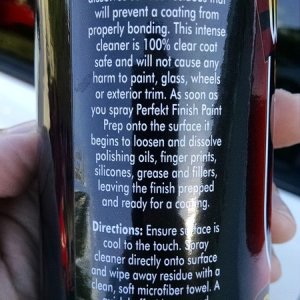 will prevent a coating from
properly bonding. This intense
cleaner is 100% clear coat
safe and will not cause any
harm to paint, glass, wheels
or exterior trim. As soon as
you spray Perfekt Finish Paint
Prep onto the surface it
begins to loosen and dissolve
polishing oils, finger prints,
silicones, grease and fillers,
leaving the finish prepped
and ready for a coating.
Directions: Ensure surface is
cool to the touch. Spray
cleaner directly onto surface
and wipe away residue with a
clean, soft microfiber towel. A